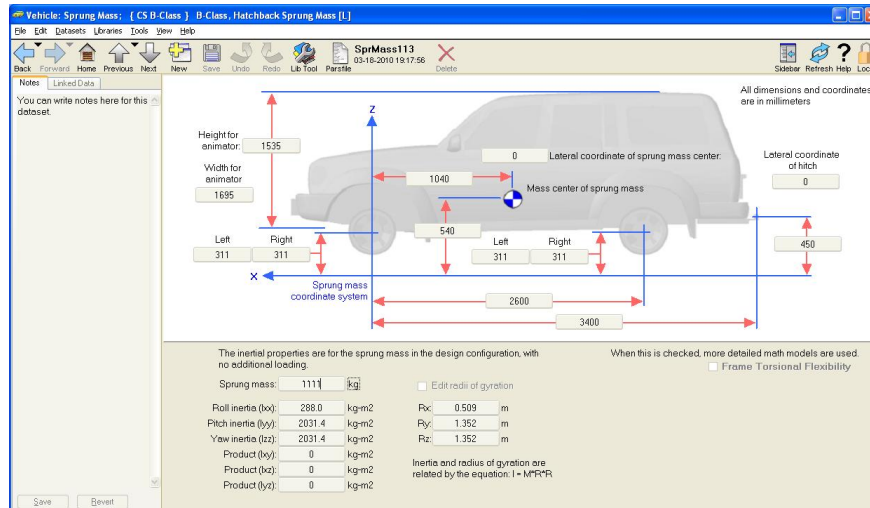 Vehicle: Sprung Mass; { CS B-Class } B-Class, Hatchback Sprung Mass [L]
File Edit Datasets Libraries Tools View Help
Back Forward Home Previous Next New Save Undo Redo Lib Tool Parsfile SprMass113 03-18-2010 19:17:56 Delete Sidebar Refresh Help Loc
Notes Linked Data
You can write notes here for this
dataset.
All dimensions and coordinates
are in millimeters
Z
Height for
animator:
1535
Width for
animator
1695
0 Lateral coordinate of sprung mass center:
Lateral coordinate
of hitch
0
1040
Mass center of sprung mass
540
Left Right
311 311
Left Right
311 311
450
X
Sprung mass
coordinate system
2600
3400
The inertial properties are for the sprung mass in the design configuration, with
no additional loading.
When this is checked, more detailed math models are used.
Frame Torsional Flexibility
Sprung mass: 1111 kg
Edit radii of gyration
Roll inertia (Ixx): 288.0 kg-m2 Rx: 0.509 m
Pitch inertia (Iyy): 2031.4 kg-m2 Ry: 1.352 m
Yaw inertia (Izz): 2031.4 kg-m2 Rz: 1.352 m
Product (Ixy): 0 kg-m2
Product (Ixz): 0 kg-m2
Product (Iyz): 0 kg-m2
Inertia and radius of gyration are
related by the equation: I = M*R*R
Save Revert